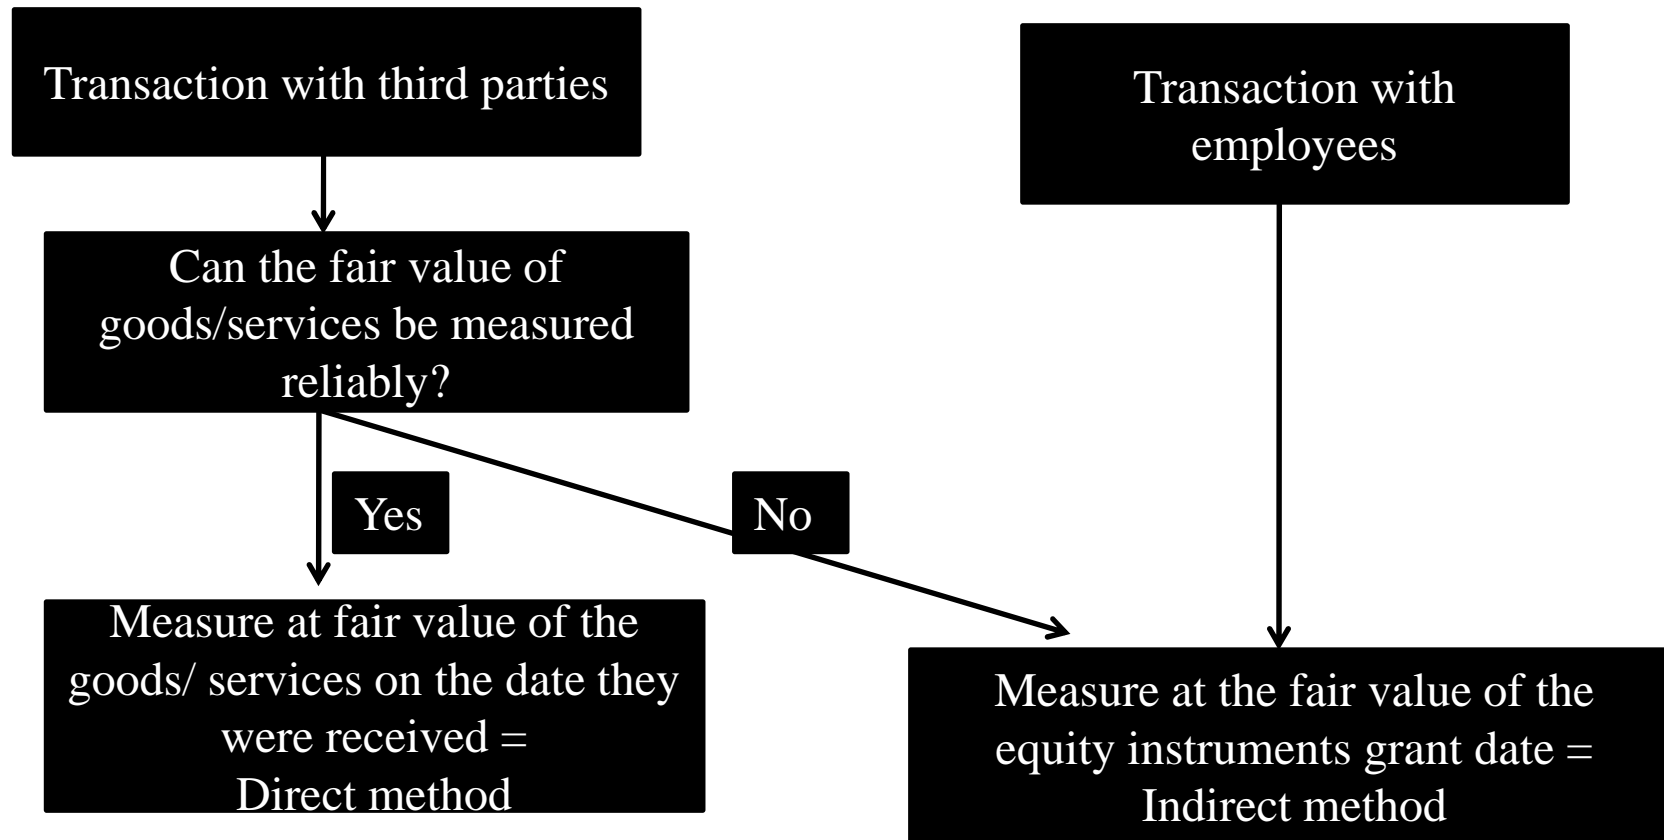 Transaction with third parties
Transaction with
employees
Can the fair value of
goods/services be measured
reliably?
Yes
No
Measure at fair value of the
goods/ services on the date they
were received =
Direct method
Measure at the fair value of the
equity instruments grant date =
Indirect method